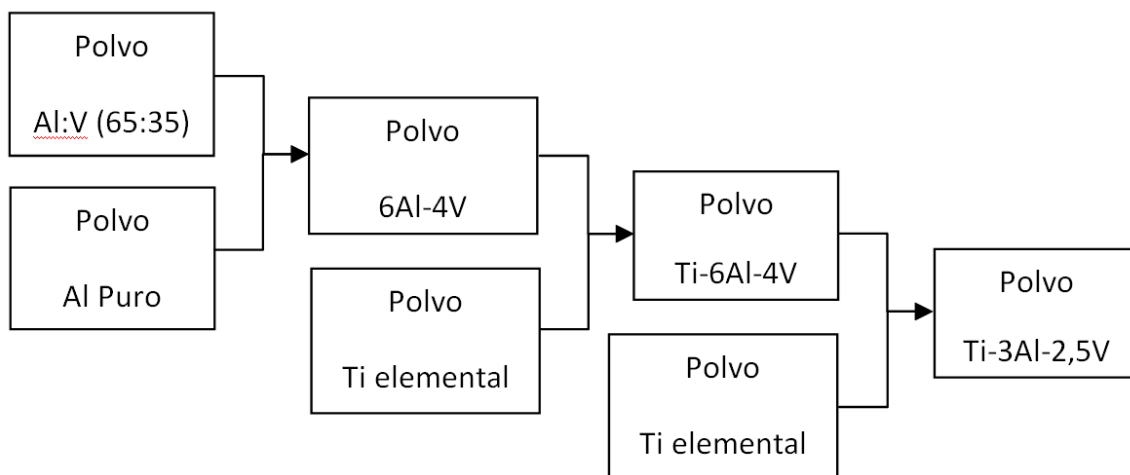 Polvo
Al:V (65:35)
Polvo
Al Puro
Polvo
6Al-4V
Polvo
Ti elemental
Polvo
Ti-6Al-4V
Polvo
Ti elemental
Polvo
Ti-3Al-2,5V